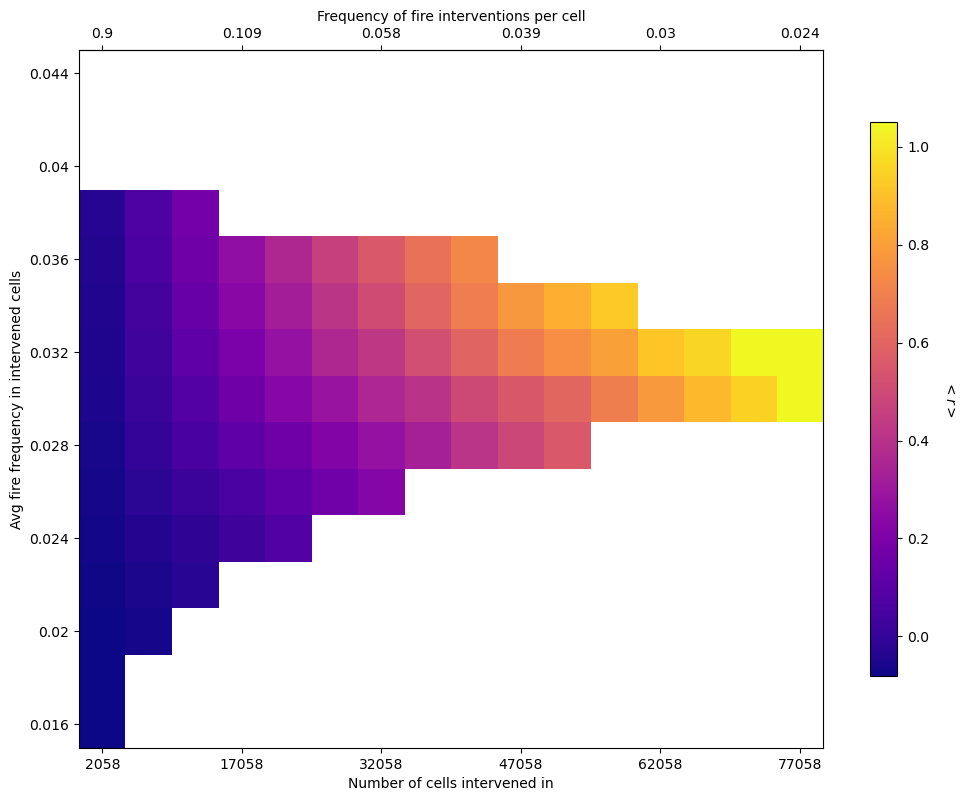 Frequency of fire interventions per cell
0.9 0.109 0.058 0.039 0.03 0.024
0.044
0.04
0.036
0.032
0.028
0.024
0.02
0.016
Avg fire frequency in intervened cells
2058 17058 32058 47058 62058 77058
Number of cells intervened in
1.0
0.8
0.6
0.4
0.2
0.0
< r >